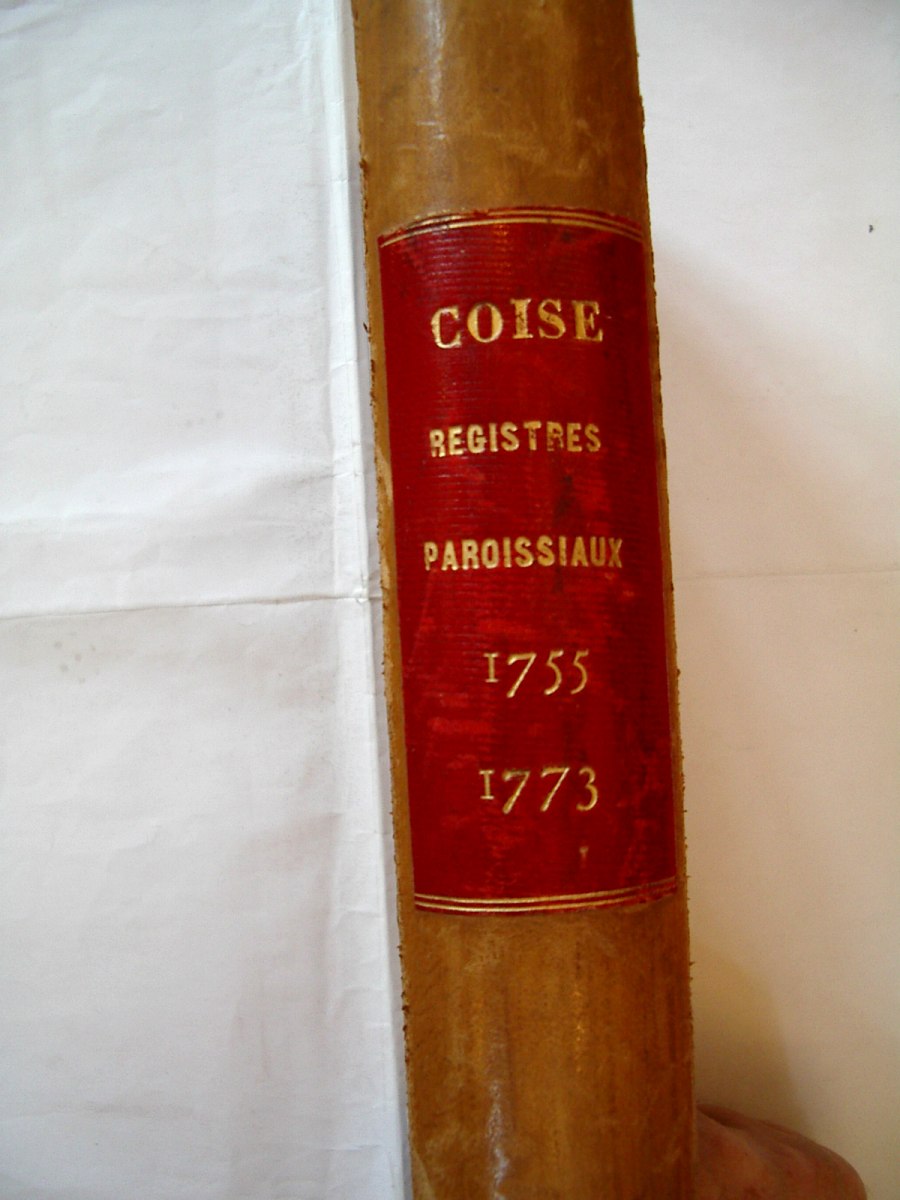 COISE
REGISTRES
PAROISSIAUX
1755
1773